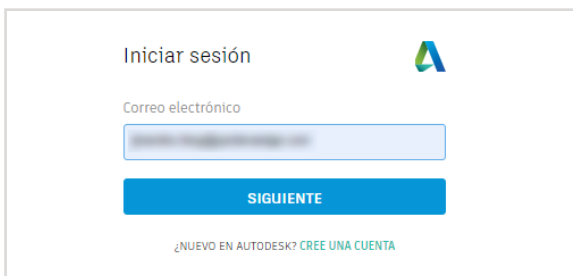 Iniciar sesión
Correo electrónico
SIGUIENTE
¿NUEVO EN AUTODESK? CREE UNA CUENTA